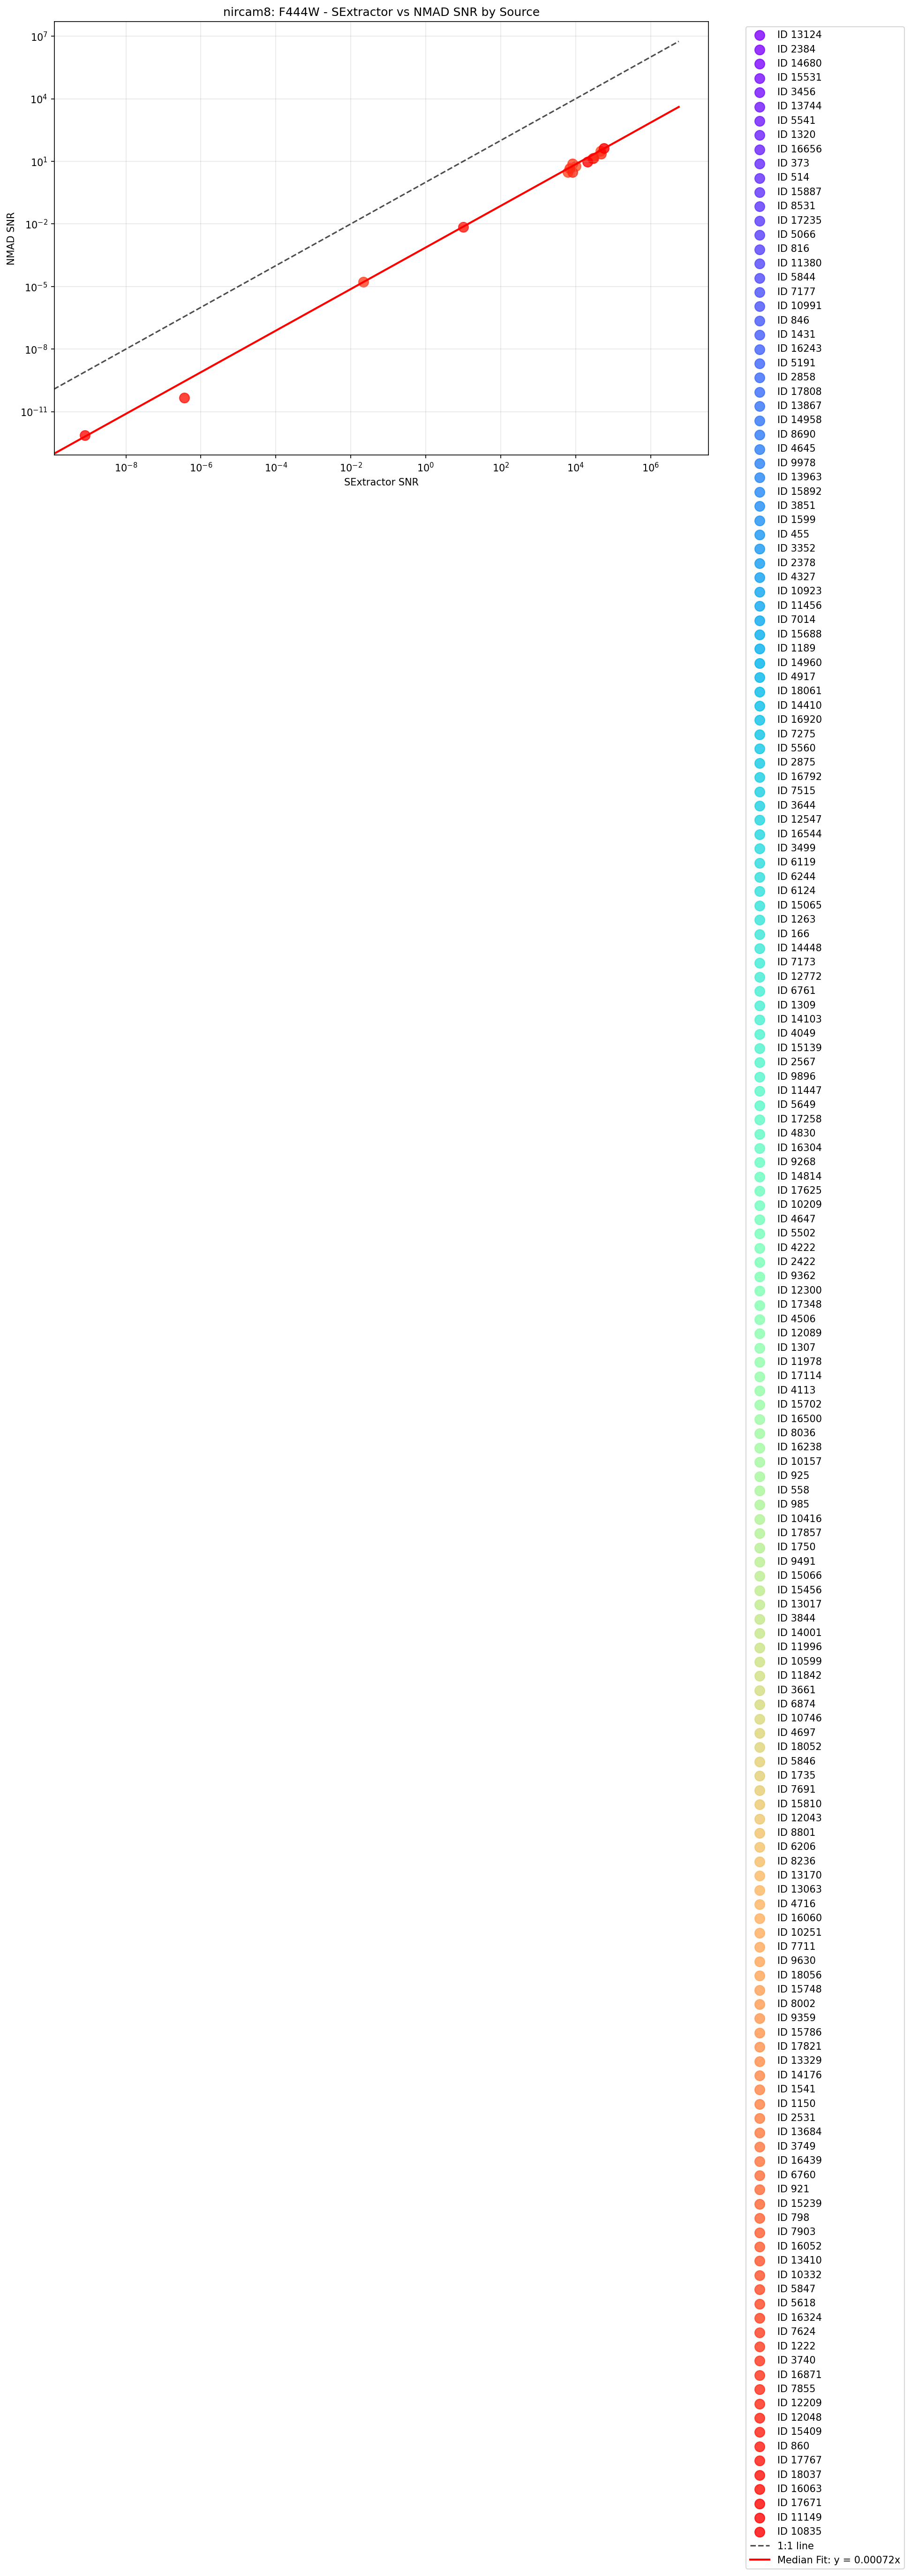 nircam8: F444W - SExtractor vs NMAD SNR by Source
10^7
10^4
10^1
10^-2
10^-5
10^-8
10^-11
NMAD SNR
10^-8
10^-6
10^-4
10^-2
10^0
10^2
10^4
10^6
SExtractor SNR
ID 13124
ID 2384
ID 14680
ID 15531
ID 3456
ID 13744
ID 5541
ID 1320
ID 16656
ID 373
ID 514
ID 15887
ID 8531
ID 17235
ID 5066
ID 816
ID 11380
ID 5844
ID 7177
ID 10991
ID 846
ID 1431
ID 16243
ID 5191
ID 2858
ID 17808
ID 13867
ID 14958
ID 8690
ID 4645
ID 9978
ID 13963
ID 15892
ID 3851
ID 1599
ID 455
ID 3352
ID 2378
ID 4327
ID 10923
ID 11456
ID 7014
ID 15688
ID 1189
ID 14960
ID 4917
ID 18061
ID 14410
ID 16920
ID 7275
ID 5560
ID 2875
ID 16792
ID 7515
ID 3644
ID 12547
ID 16544
ID 3499
ID 6119
ID 6244
ID 6124
ID 15065
ID 1263
ID 166
ID 14448
ID 7173
ID 12772
ID 6761
ID 1309
ID 14103
ID 4049
ID 15139
ID 2567
ID 9896
ID 11447
ID 5649
ID 17258
ID 4830
ID 16304
ID 9268
ID 14814
ID 17625
ID 10209
ID 4647
ID 5502
ID 4222
ID 2422
ID 9362
ID 12300
ID 17348
ID 4506
ID 12089
ID 1307
ID 11978
ID 17114
ID 4113
ID 15702
ID 16500
ID 8036
ID 16238
ID 10157
ID 925
ID 558
ID 985
ID 10416
ID 17857
ID 1750
ID 9491
ID 15066
ID 15456
ID 13017
ID 3844
ID 14001
ID 11996
ID 10599
ID 11842
ID 3661
ID 6874
ID 10746
ID 4697
ID 18052
ID 5846
ID 1735
ID 7691
ID 15810
ID 12043
ID 8801
ID 6206
ID 8236
ID 13170
ID 13063
ID 4716
ID 16060
ID 10251
ID 7711
ID 9630
ID 18056
ID 15748
ID 8002
ID 9359
ID 15786
ID 17821
ID 13329
ID 14176
ID 1541
ID 1150
ID 2531
ID 13684
ID 3749
ID 16439
ID 6760
ID 921
ID 15239
ID 798
ID 7903
ID 16052
ID 13410
ID 10332
ID 5847
ID 5618
ID 16324
ID 7624
ID 1222
ID 3740
ID 16871
ID 7855
ID 12209
ID 12048
ID 15409
ID 860
ID 17767
ID 18037
ID 16063
ID 17671
ID 11149
ID 10835
1:1 line
Median Fit: y = 0.00072x